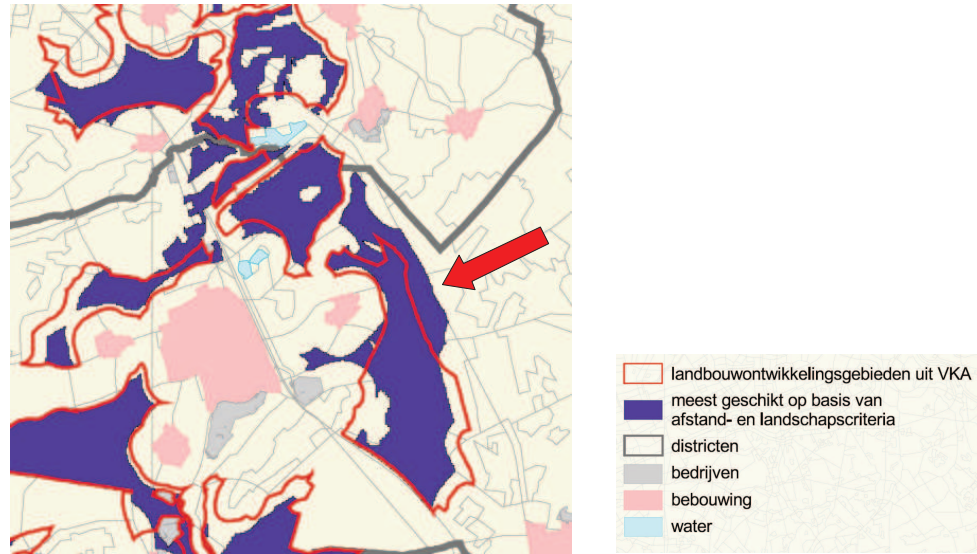 landbouwontwikkelingsgebieden uit VKA
meest geschikt op basis van
afstand- en landschapscriteria
districten
bedrijven
bebouwing
water